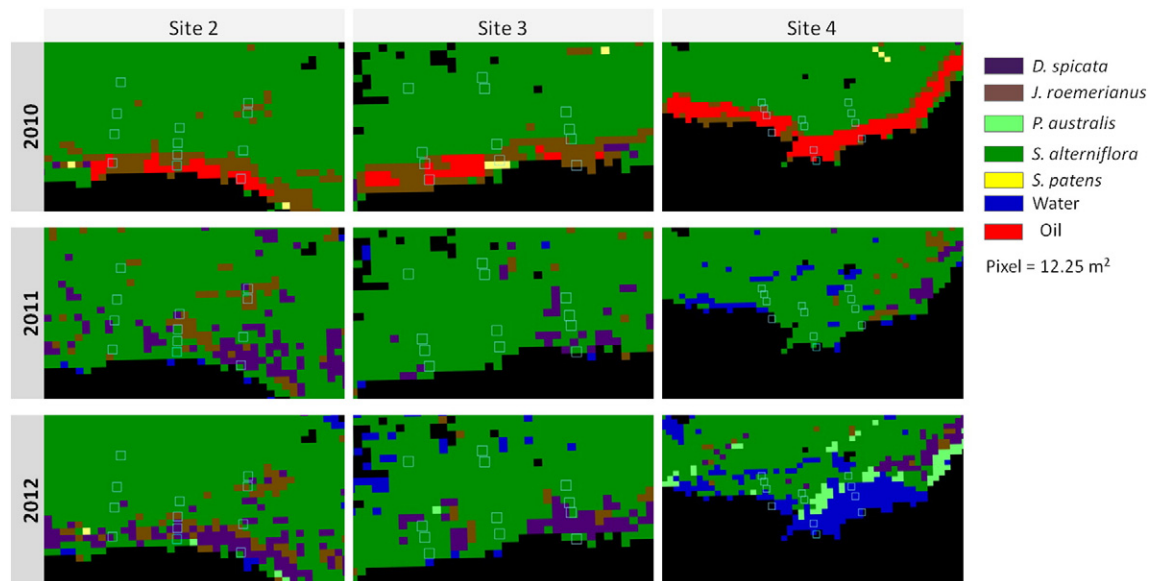 Site 2
Site 3
Site 4
2010
2011
2012
D. spicata
J. roemerianus
P. australis
S. alterniflora
S. patens
Water
Oil
Pixel = 12.25 m²